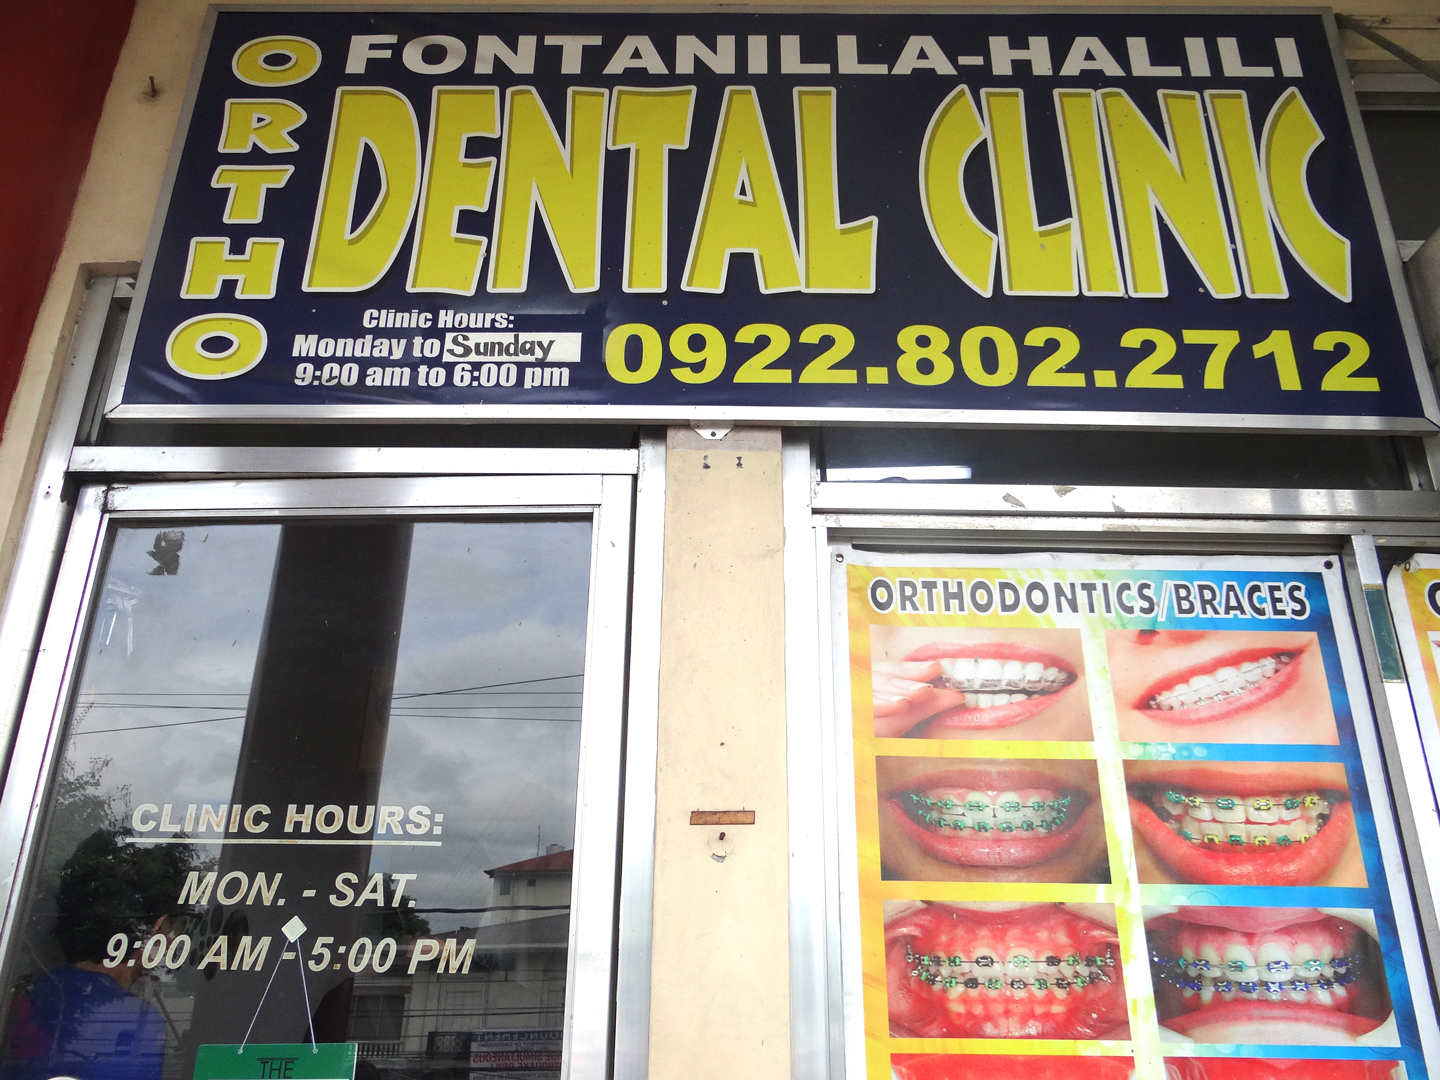 ORTHO
FONTANILLA-HALILI
DENTAL CLINIC
Clinic Hours:
Monday to Sunday
9:00 am to 6:00 pm
0922.802.2712
CLINIC HOURS:
MON. - SAT.
9:00 AM - 5:00 PM
THE
ORTHODONTICS/BRACES